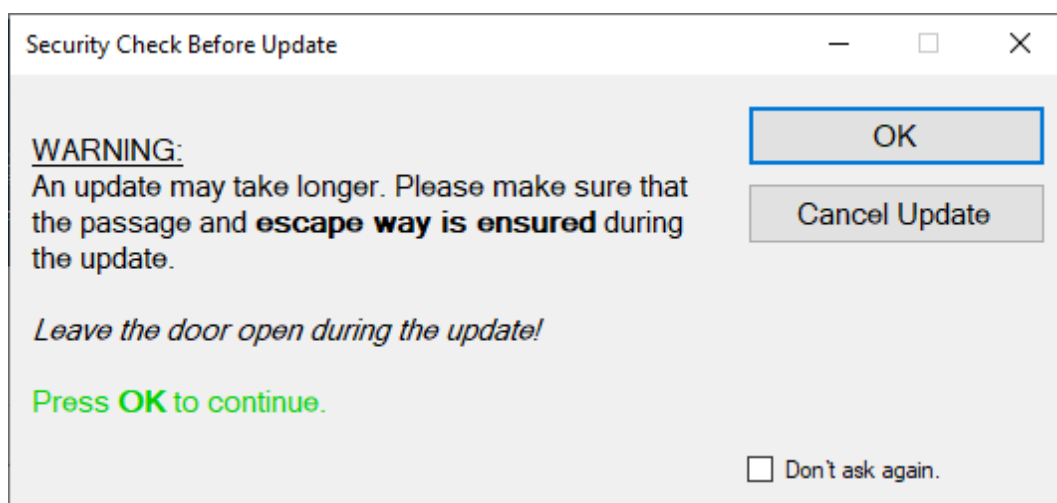 Security Check Before Update
WARNING:
An update may take longer. Please make sure that
the passage and escape way is ensured during
the update.
Leave the door open during the update!
Press OK to continue.
OK
Cancel Update
Don't ask again.